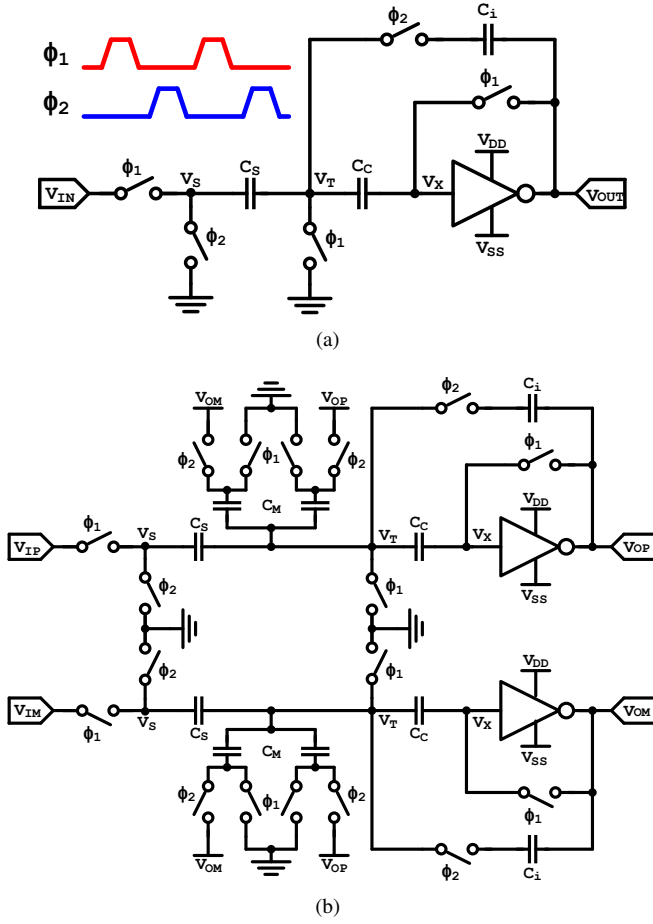 ϕ2 Ci
ϕ1
ϕ1
ϕ2
VDD
ϕ1 VS CS VT CC VX
VIN VOUT
ϕ2 ϕ1
VSS
(a)
VOM VOP ϕ2 Ci
ϕ2 ϕ1 ϕ2 ϕ1
CM VDD
ϕ1 VS CS VT CC VX
VIP VOP
ϕ2 ϕ1 VSS
ϕ2 ϕ1 VDD
VIM VOM
ϕ1 VS CS VT CC VX
CM VSS
ϕ2 ϕ1 ϕ2 ϕ1
VOM VOP ϕ2 Ci
(b)